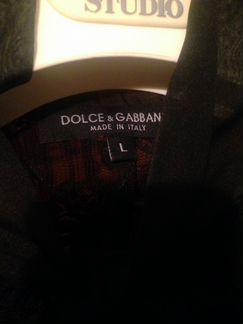 STUDIO
DOLCE & GABBAN
MADE IN ITALY
L